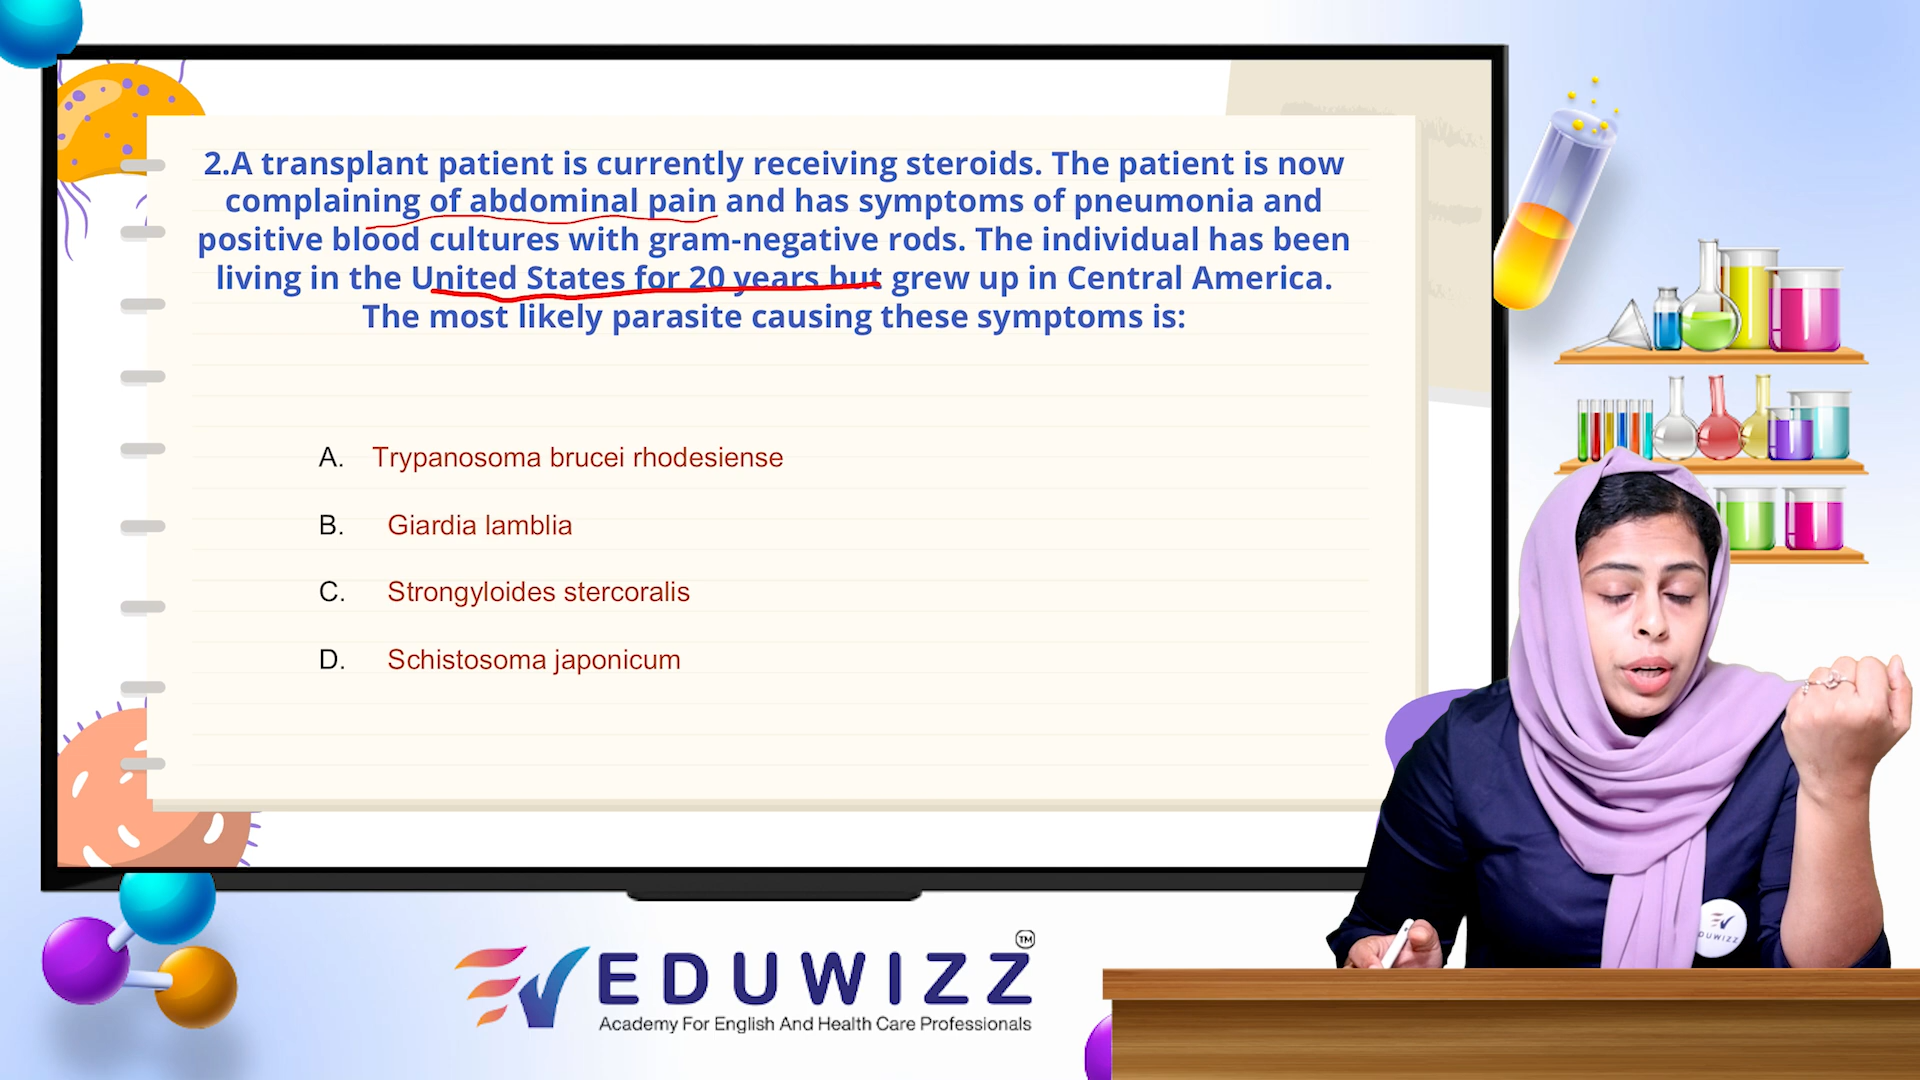 2.A transplant patient is currently receiving steroids. The patient is now
complaining of abdominal pain and has symptoms of pneumonia and
positive blood cultures with gram-negative rods. The individual has been
living in the United States for 20 years but grew up in Central America.
The most likely parasite causing these symptoms is:
A. Trypanosoma brucei rhodesiense
B. Giardia lamblia
C. Strongyloides stercoralis
D. Schistosoma japonicum
EDUWIZZ TM
Academy For English And Health Care Professionals
DUWIZZ